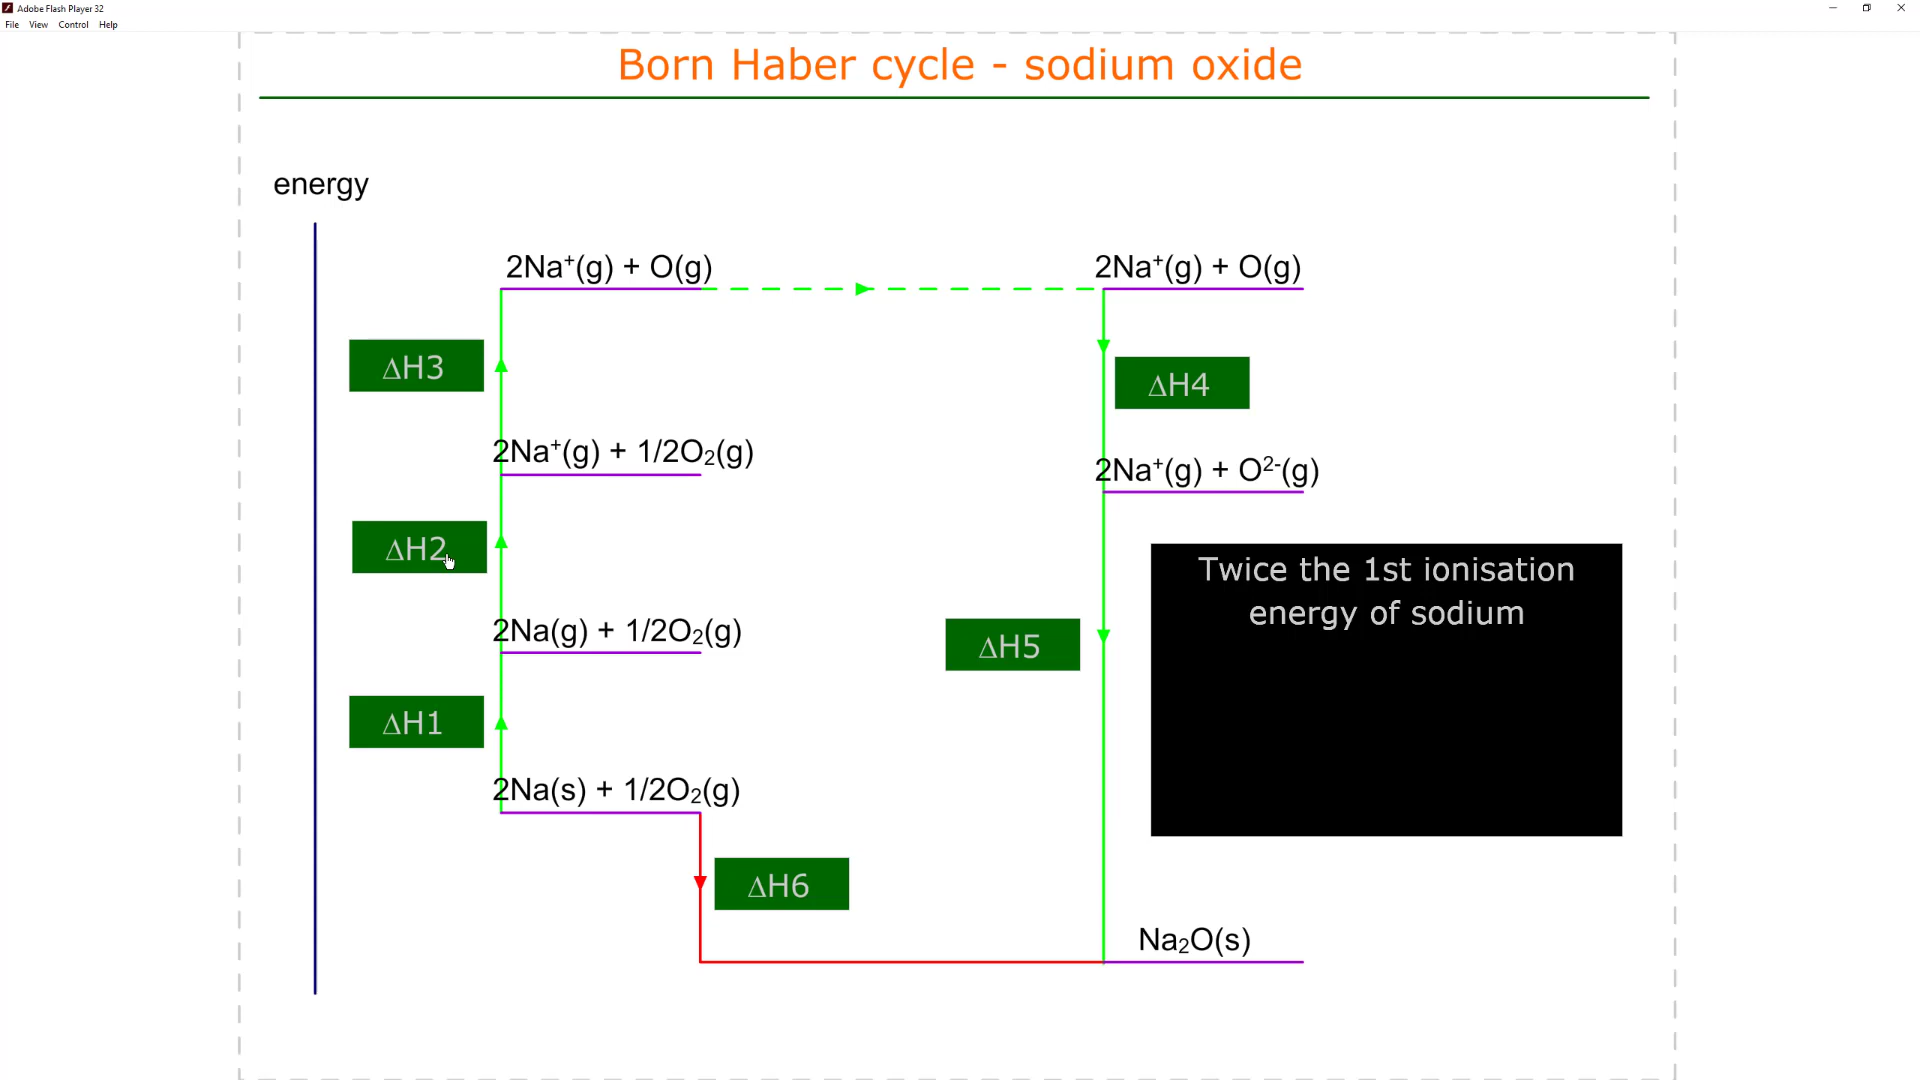 Adobe Flash Player 32
File View Control Help
Born Haber cycle - sodium oxide
energy
2Na⁺(g) + O(g)
2Na⁺(g) + O(g)
ΔH3
ΔH4
2Na⁺(g) + 1/2O₂(g)
2Na⁺(g) + O²⁻(g)
ΔH2
Twice the 1st ionisation
energy of sodium
2Na(g) + 1/2O₂(g)
ΔH5
ΔH1
2Na(s) + 1/2O₂(g)
ΔH6
Na₂O(s)